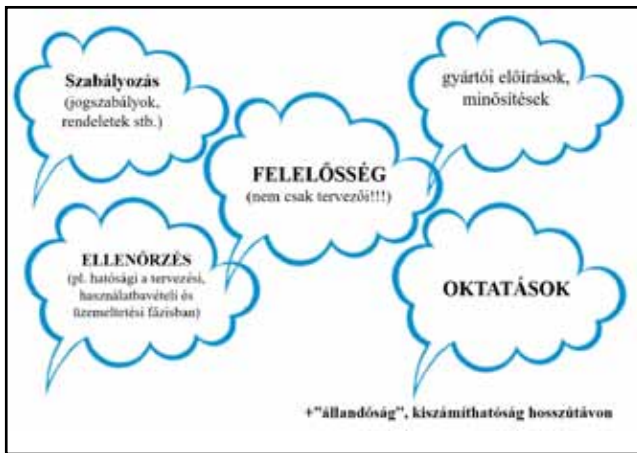 Szabályozás
(jogszabályok,
rendeletek stb.)
gyártói előírások,
minősítések
FELELŐSSÉG
(nem csak tervezői!!!)
ELLENŐRZÉS
(pl. hatósági a tervezési,
használatbavételi és
üzemeltetési fázisban)
OKTATÁSOK
+"állandóság", kiszámíthatóság hosszútávon